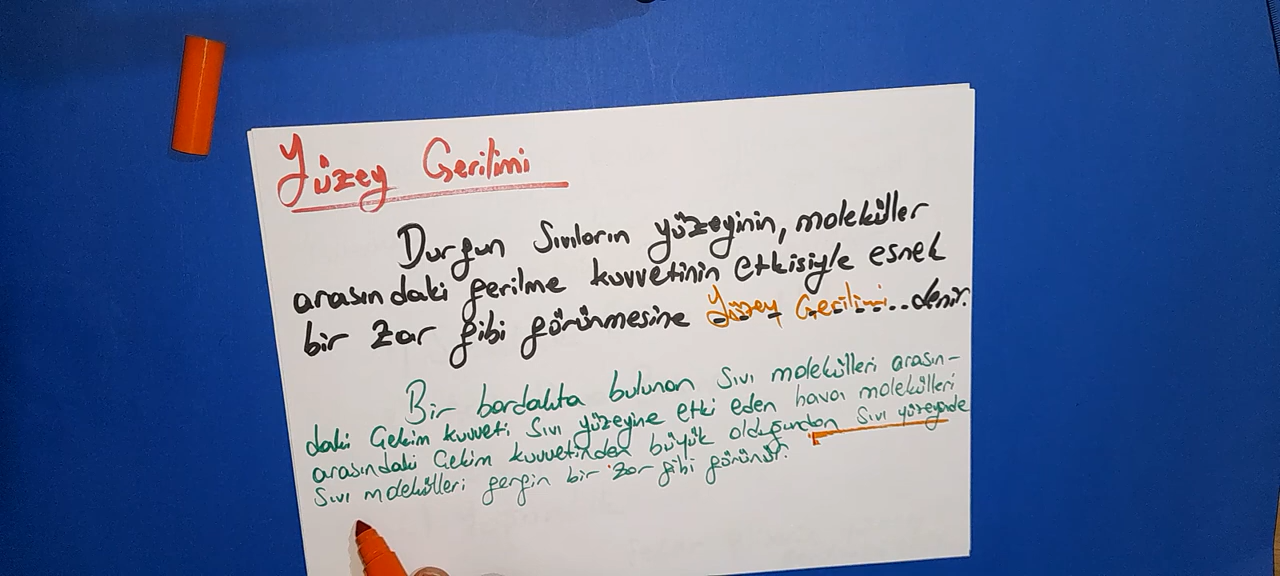 Yüzey Gerilimi
Durgun Sıvıların yüzeyinin, moleküller
arasındaki gerilme kuvvetinin etkisiyle esnek
bir zar gibi görünmesine Yüzey Gerilimi...denir.
Bir bardakta bulunan Sıvı molekülleri arasın-
daki Çekim kuvveti, Sıvı yüzeyine etki eden hava molekülleri
arasındaki Çekim kuvvetinden büyük olduğundan Sıvı yüzeyinde
Sıvı molekülleri gergin bir zar gibi görünür.